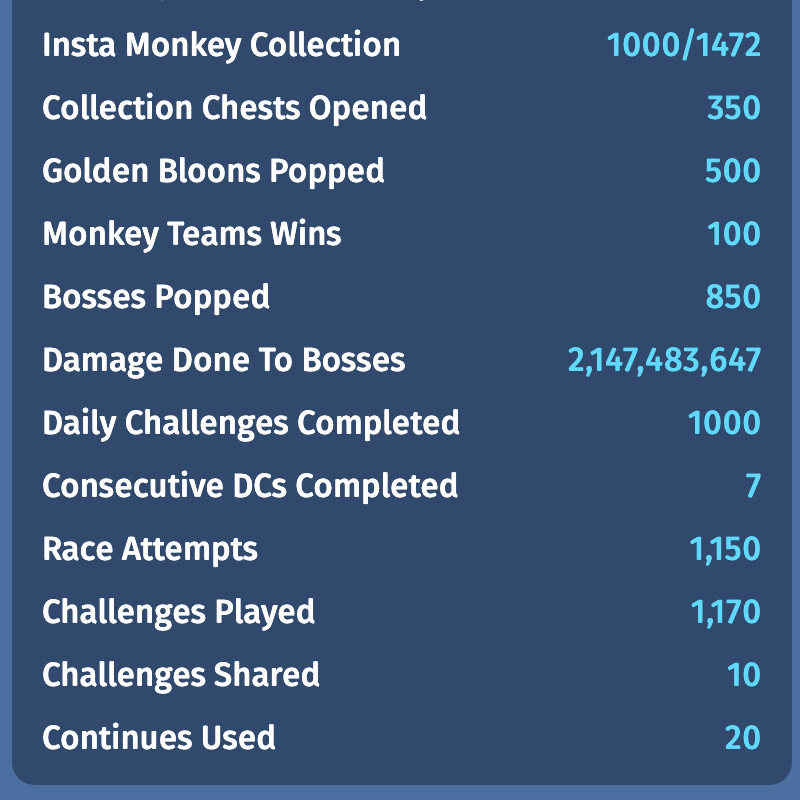 Insta Monkey Collection 1000/1472
Collection Chests Opened 350
Golden Bloons Popped 500
Monkey Teams Wins 100
Bosses Popped 850
Damage Done To Bosses 2,147,483,647
Daily Challenges Completed 1000
Consecutive DCs Completed 7
Race Attempts 1,150
Challenges Played 1,170
Challenges Shared 10
Continues Used 20